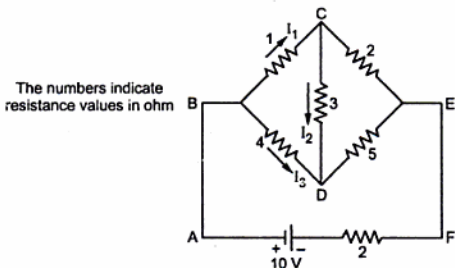 C
1 I₁
2
The numbers indicate
resistance values in ohm
B
3
E
I₂
4
I₃
5
D
A
+ −
10 V
2
F